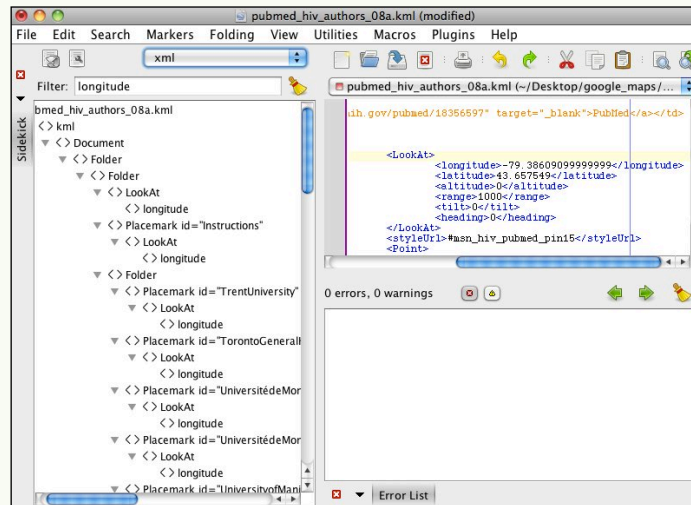 pubmed_hiv_authors_08a.kml (modified)
File Edit Search Markers Folding View Utilities Macros Plugins Help
xml
Filter: longitude
Sidekick
bmed_hiv_authors_08a.kml
<> kml
<> Document
<> Folder
<> Folder
<> LookAt
<> longitude
<> Placemark id="Instructions"
<> LookAt
<> longitude
<> Folder
<> Placemark id="TrentUniversity"
<> LookAt
<> longitude
<> Placemark id="TorontoGeneralH
<> LookAt
<> longitude
<> Placemark id="UniversitédeMor
<> LookAt
<> longitude
<> Placemark id="UniversitédeMor
<> LookAt
<> longitude
<> Placemark id="UniversityofMani
pubmed_hiv_authors_08a.kml (~/Desktop/google_maps/...
ih.gov/pubmed/18356597" target="_blank">PubMed</a></td>
<LookAt>
<longitude>-79.38609099999999</longitude>
<latitude>43.657549</latitude>
<altitude>0</altitude>
<range>1000</range>
<tilt>0</tilt>
<heading>0</heading>
</LookAt>
<styleUrl>#msn_hiv_pubmed_pin15</styleUrl>
<Point>
0 errors, 0 warnings
Error List